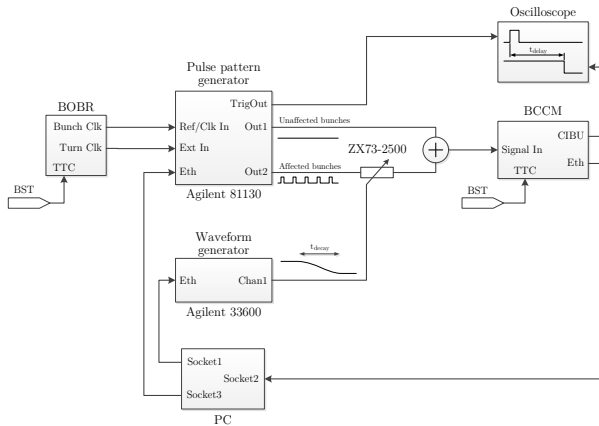 Oscilloscope
t_delay
Pulse pattern
generator
TrigOut
BOBR
Unaffected bunches
BCCM
Bunch Clk
Ref/Clk In
Out1
CIBU
Turn Clk
Ext In
ZX73-2500
Signal In
Affected bunches
Eth
TTC
Eth
Out2
TTC
BST
Agilent 81130
BST
Waveform
generator
t_decay
Eth
Chan1
Agilent 33600
Socket1
Socket2
Socket3
PC